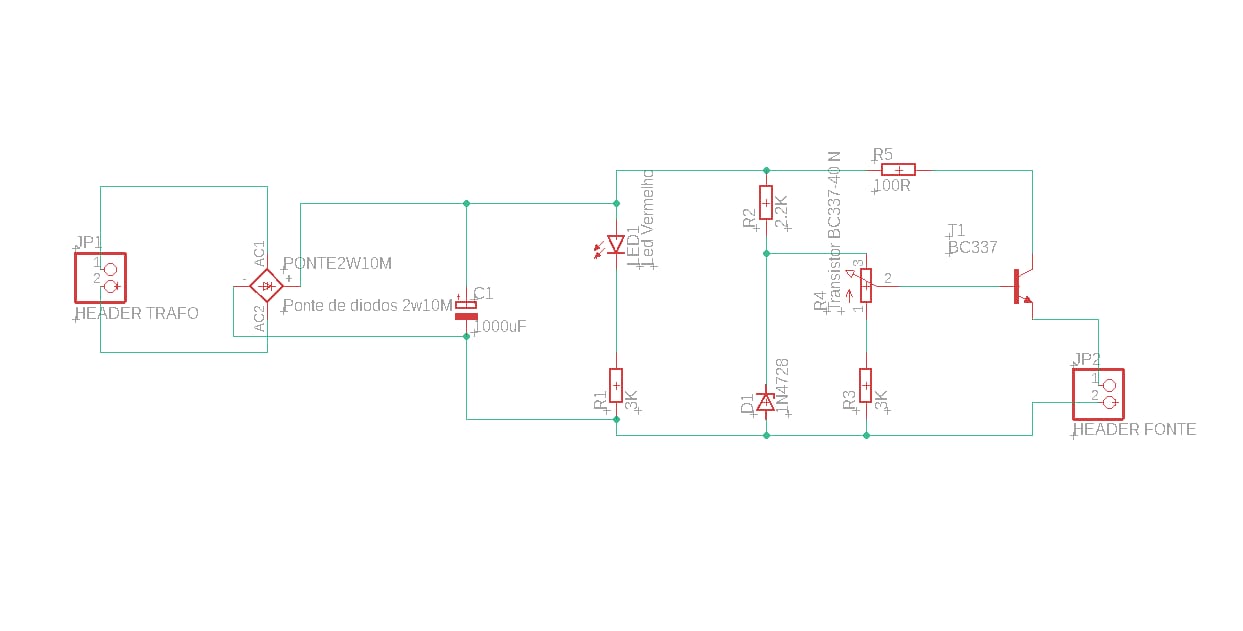 JP1
1
2
HEADER TRAFO
AC1
PONTE2W10M
-
+
AC2
Ponte de diodos 2w10M
C1
1000uF
LED1
Led Vermelho
R1
3K
R2
2.2K
D1
1N4728
R4
Transistor BC337-40 N
3
2
1
R3
3K
R5
100R
T1
BC337
JP2
1
2
HEADER FONTE